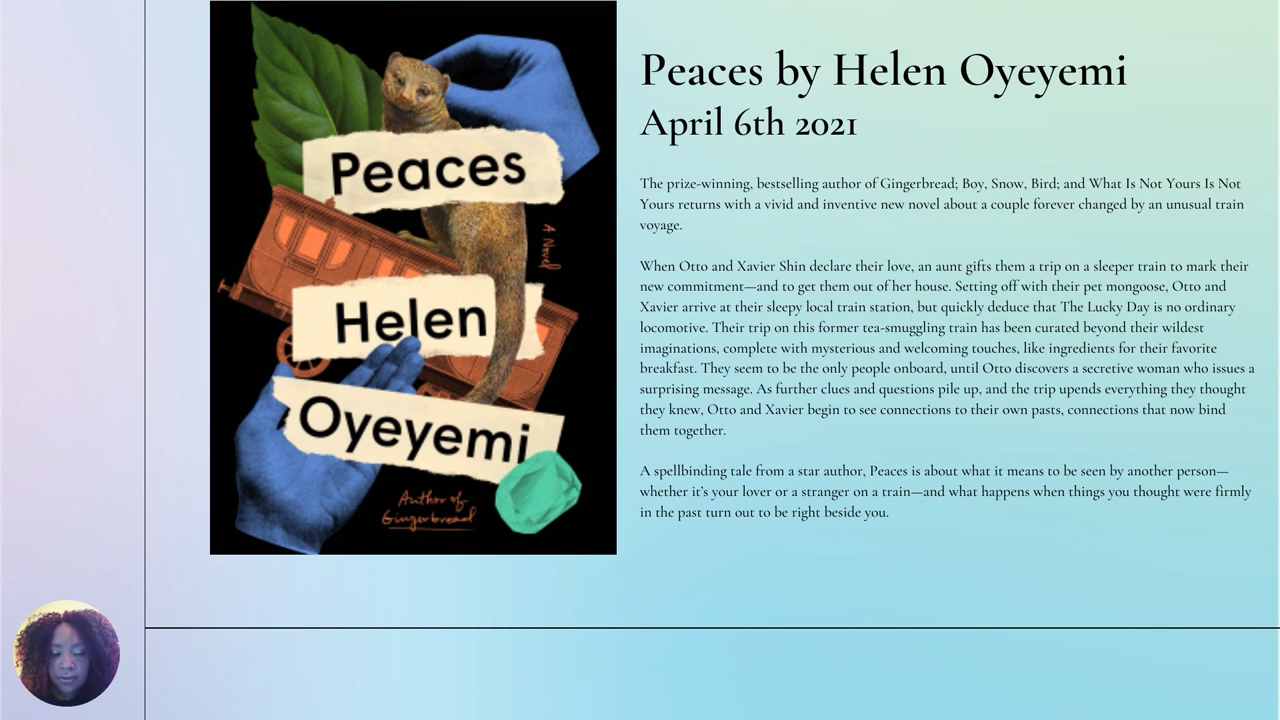 Peaces
A Novel
Helen
Oyeyemi
Author of
Gingerbread
Peaces by Helen Oyeyemi
April 6th 2021
The prize-winning, bestselling author of Gingerbread; Boy, Snow, Bird; and What Is Not Yours Is Not
Yours returns with a vivid and inventive new novel about a couple forever changed by an unusual train
voyage.
When Otto and Xavier Shin declare their love, an aunt gifts them a trip on a sleeper train to mark their
new commitment—and to get them out of her house. Setting off with their pet mongoose, Otto and
Xavier arrive at their sleepy local train station, but quickly deduce that The Lucky Day is no ordinary
locomotive. Their trip on this former tea-smuggling train has been curated beyond their wildest
imaginations, complete with mysterious and welcoming touches, like ingredients for their favorite
breakfast. They seem to be the only people onboard, until Otto discovers a secretive woman who issues a
surprising message. As further clues and questions pile up, and the trip upends everything they thought
they knew, Otto and Xavier begin to see connections to their own pasts, connections that now bind
them together.
A spellbinding tale from a star author, Peaces is about what it means to be seen by another person—
whether it's your lover or a stranger on a train—and what happens when things you thought were firmly
in the past turn out to be right beside you.